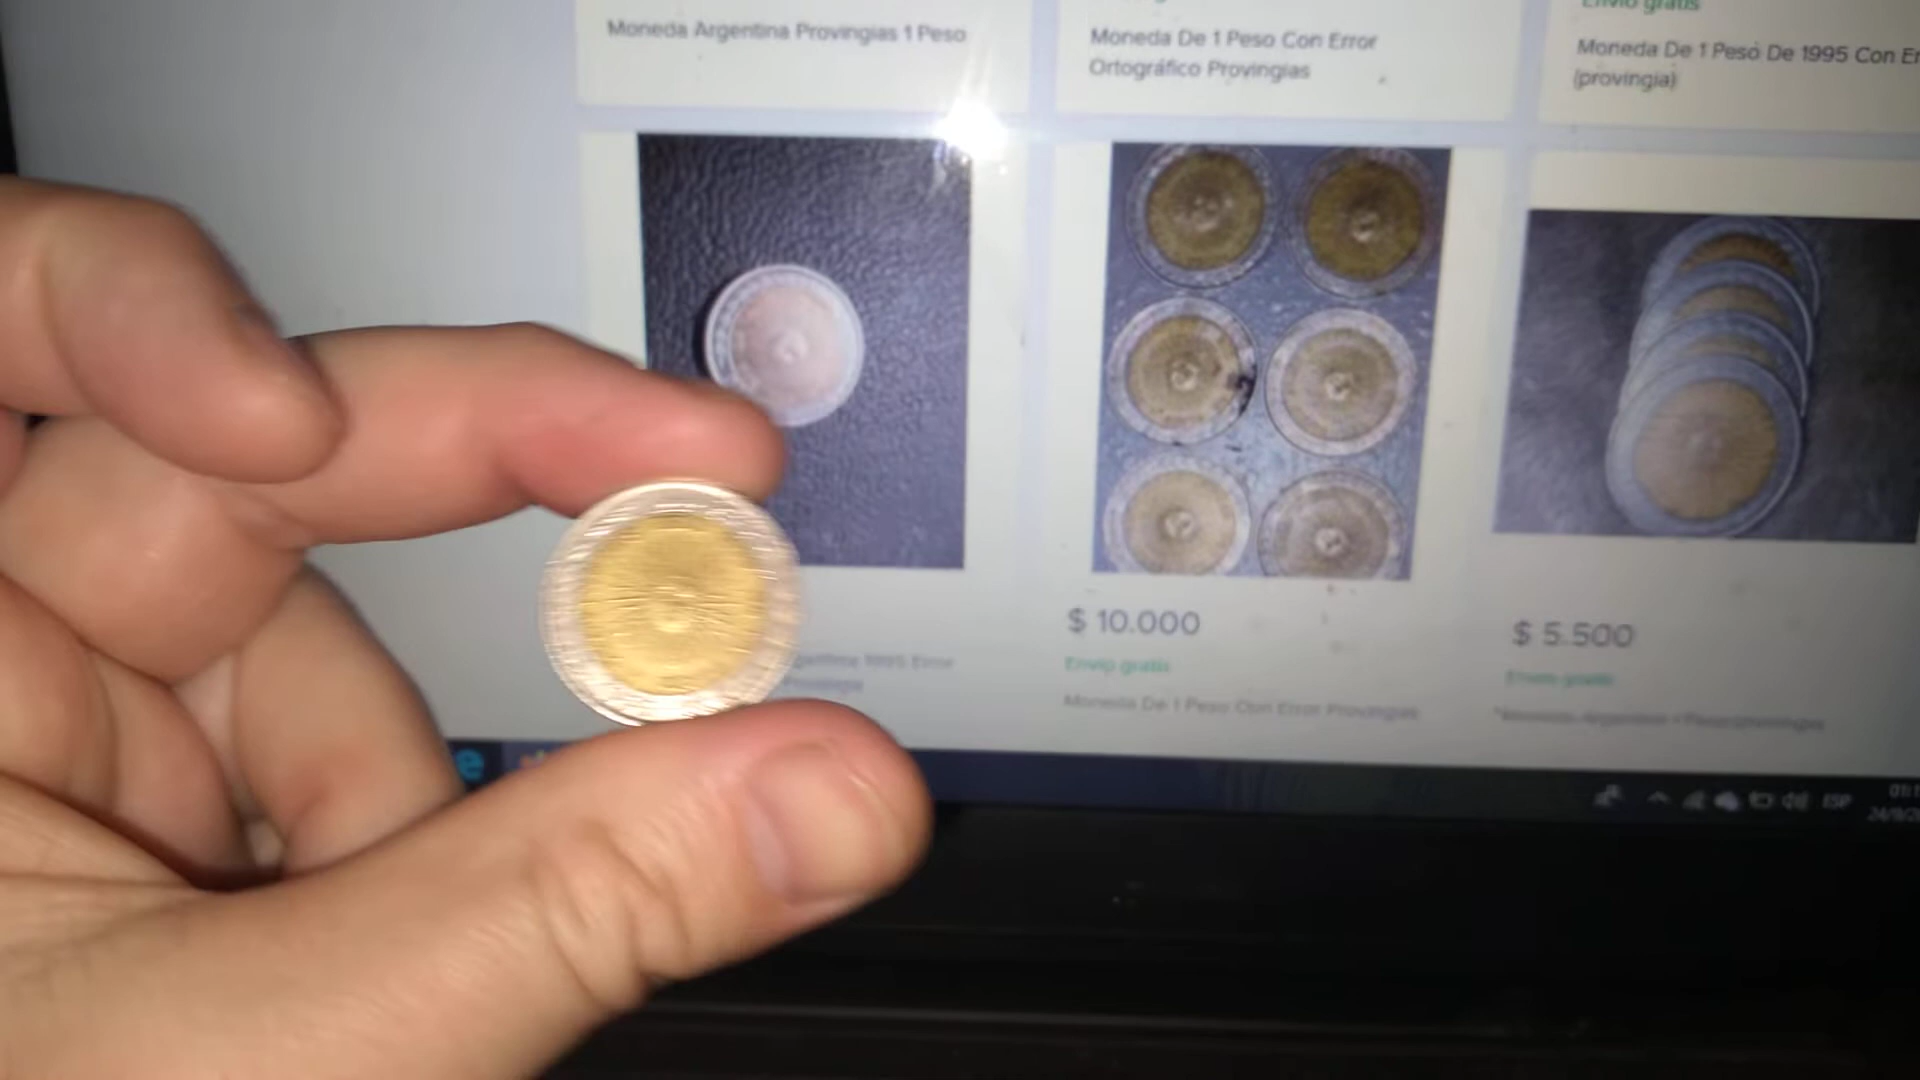 Envío gratis
Moneda Argentina Provingias 1 Peso
Moneda De 1 Peso Con Error
Ortográfico Provingias
Moneda De 1 Peso De 1995 Con
(provingia)
$ 10.000
Envío gratis
Moneda De 1 Peso Con Error Provingias
$ 5.500
Envío gratis
1995 Error
ESP